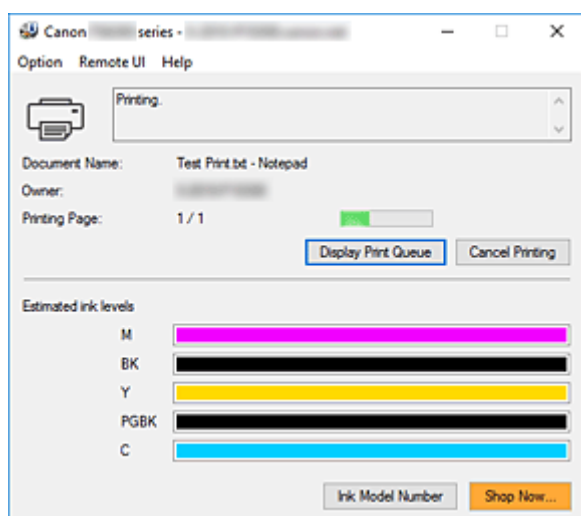 Canon series -
Option Remote UI Help
Printing.
Document Name: Test Print.txt - Notepad
Owner:
Printing Page: 1 / 1
Display Print Queue Cancel Printing
Estimated ink levels
M
BK
Y
PGBK
C
Ink Model Number Shop Now...